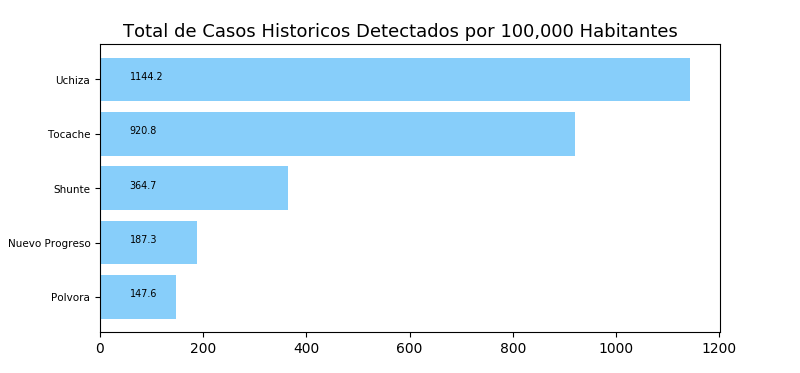 Total de Casos Historicos Detectados por 100,000 Habitantes
Uchiza 1144.2
Tocache 920.8
Shunte 364.7
Nuevo Progreso 187.3
Polvora 147.6
0 200 400 600 800 1000 1200